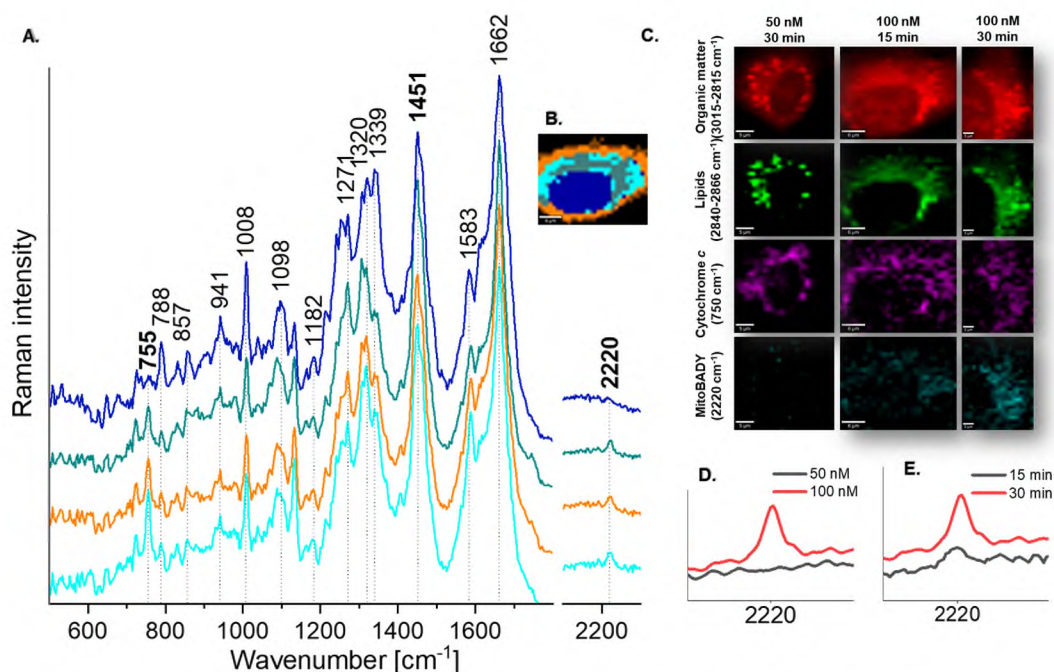 A.
Raman intensity
755
788
857
941
1008
1098
1182
1271
1320
1339
1451
1583
1662
2220
600
800
1000
1200
1400
1600
2200
Wavenumber [cm⁻¹]
B.
C.
50 nM
30 min
100 nM
15 min
100 nM
30 min
Organic matter
(3015-2815 cm⁻¹)
Lipids
(2840-2866 cm⁻¹)
Cytochrome c
(750 cm⁻¹)
MitoBADY
(2220 cm⁻¹)
D.
50 nM
100 nM
2220
E.
15 min
30 min
2220